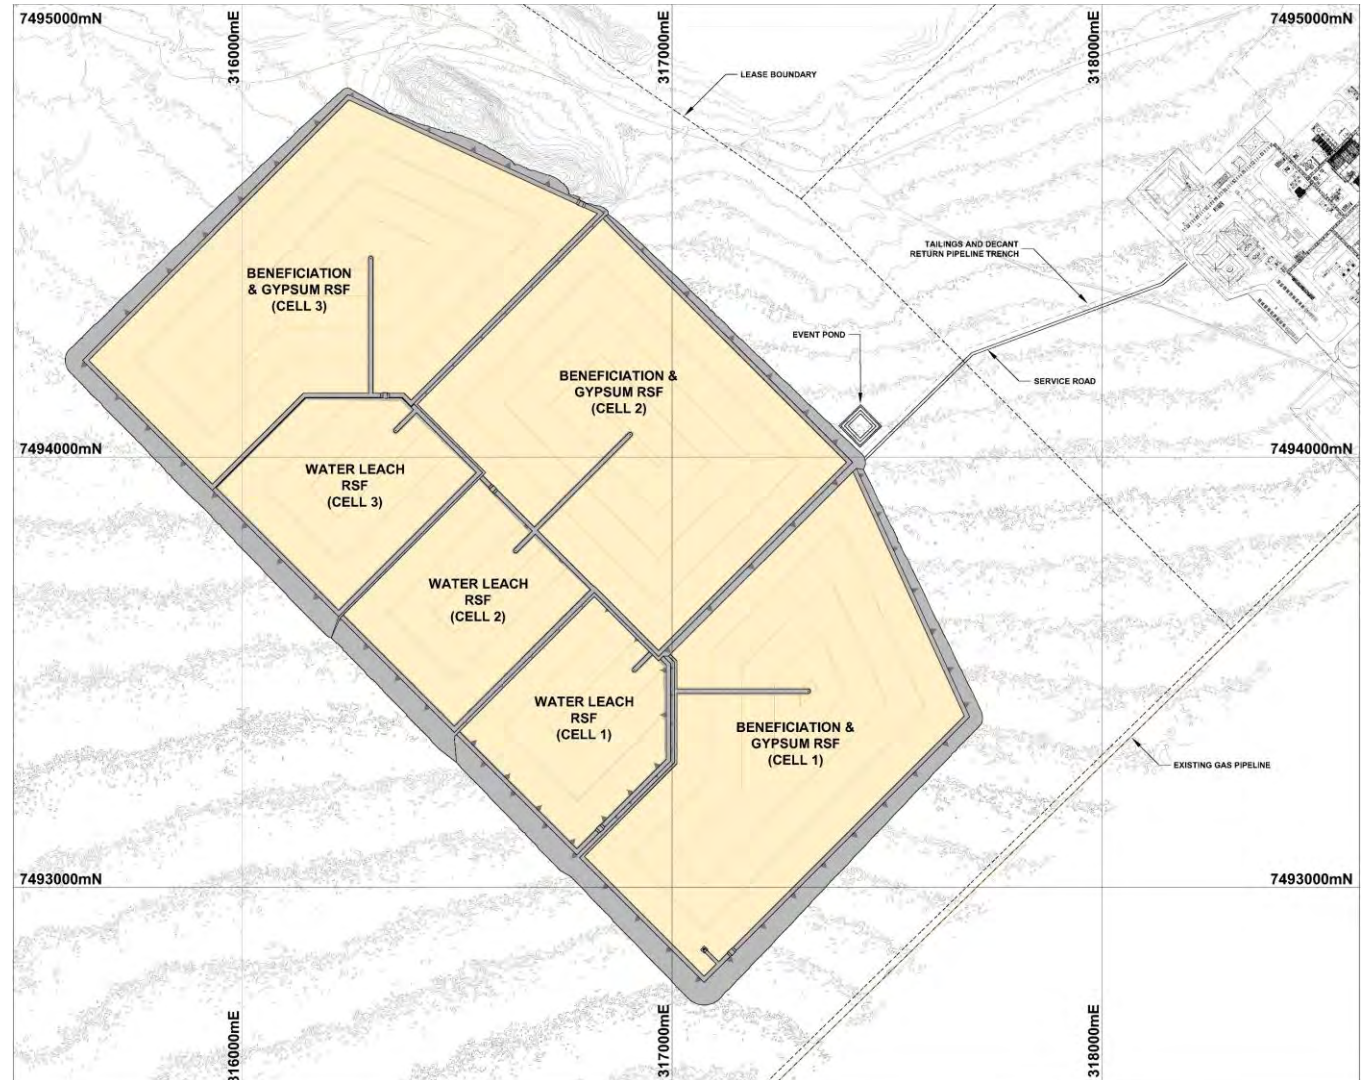 7495000mN
316000mE
317000mE
318000mE
7495000mN
LEASE BOUNDARY
TAILINGS AND DECANT
RETURN PIPELINE TRENCH
BENEFICIATION
& GYPSUM RSF
(CELL 3)
EVENT POND
SERVICE ROAD
BENEFICIATION &
GYPSUM RSF
(CELL 2)
7494000mN
7494000mN
WATER LEACH
RSF
(CELL 3)
WATER LEACH
RSF
(CELL 2)
WATER LEACH
RSF
(CELL 1)
BENEFICIATION &
GYPSUM RSF
(CELL 1)
EXISTING GAS PIPELINE
7493000mN
7493000mN
316000mE
317000mE
318000mE